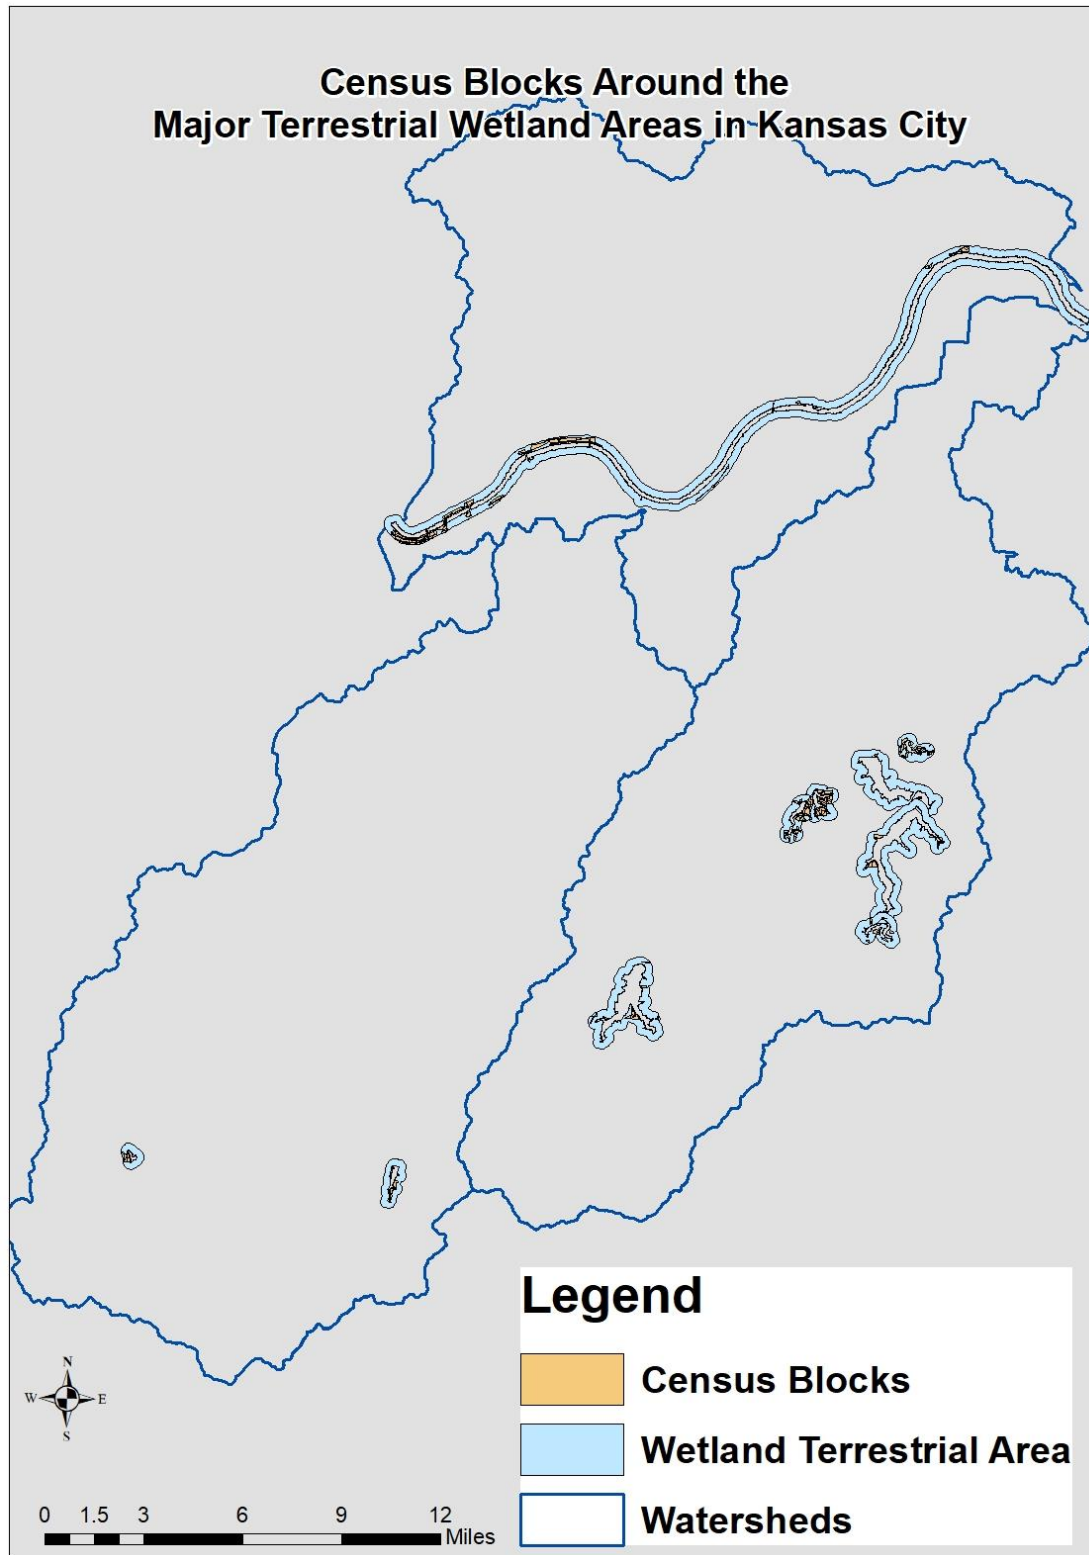 Census Blocks Around the
Major Terrestrial Wetland Areas in Kansas City
Legend
Census Blocks
Wetland Terrestrial Area
Watersheds
N
W E
S
0 1.5 3 6 9 12
Miles